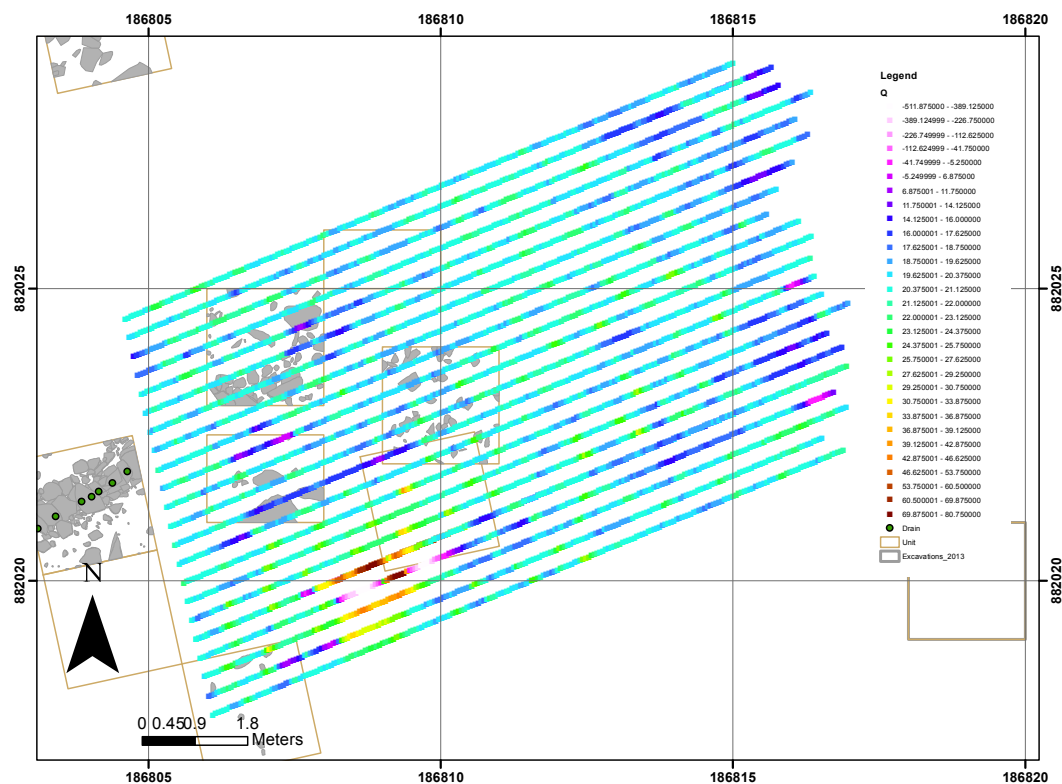 186805 186810 186815 186820
Legend
Q
-511.875000 - -389.125000
-389.124999 - -226.750000
-226.749999 - -112.625000
-112.624999 - -41.750000
-41.749999 - -5.250000
-5.249999 - 6.875000
6.875001 - 11.750000
11.750001 - 14.125000
14.125001 - 16.000000
16.000001 - 17.625000
17.625001 - 18.750000
18.750001 - 19.625000
19.625001 - 20.375000
20.375001 - 21.125000
21.125001 - 22.000000
22.000001 - 23.125000
23.125001 - 24.375000
24.375001 - 25.750000
25.750001 - 27.625000
27.625001 - 29.250000
29.250001 - 30.750000
30.750001 - 33.875000
33.875001 - 36.875000
36.875001 - 39.125000
39.125001 - 42.875000
42.875001 - 46.625000
46.625001 - 53.750000
53.750001 - 60.500000
60.500001 - 69.875000
69.875001 - 80.750000
Drain
Unit
Excavations_2013
882025 882025
882020 882020
N
0 0.45 0.9 1.8
Meters
186805 186810 186815 186820